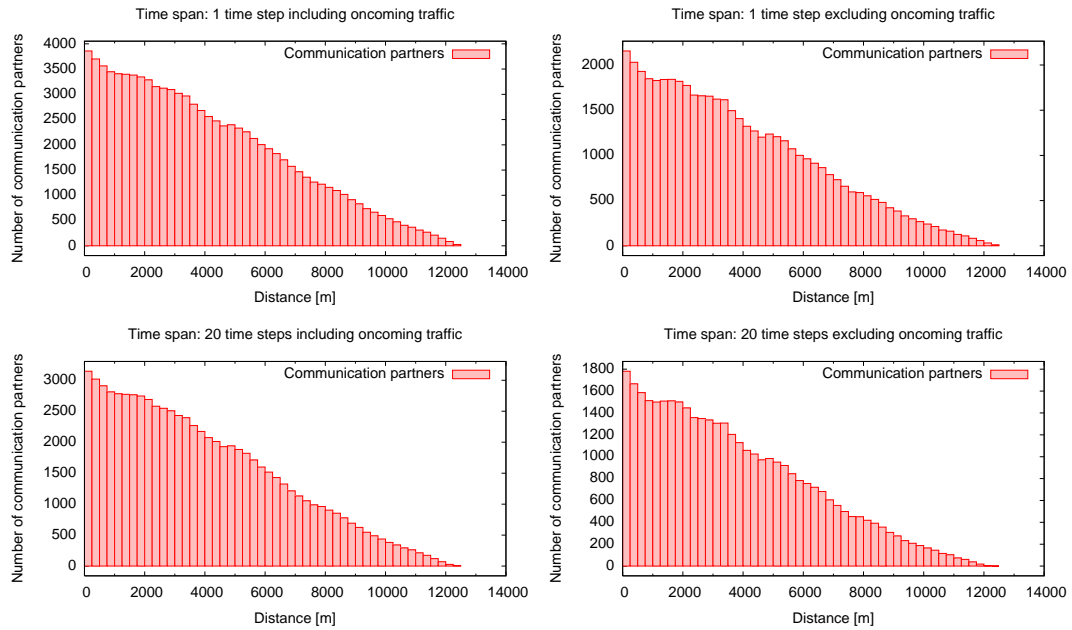 Time span: 1 time step including oncoming traffic
Number of communication partners
4000
3500
3000
2500
2000
1500
1000
500
0
Communication partners
0 2000 4000 6000 8000 10000 12000 14000
Distance [m]
Time span: 1 time step excluding oncoming traffic
Number of communication partners
2000
1500
1000
500
0
Communication partners
0 2000 4000 6000 8000 10000 12000 14000
Distance [m]
Time span: 20 time steps including oncoming traffic
Number of communication partners
3000
2500
2000
1500
1000
500
0
Communication partners
0 2000 4000 6000 8000 10000 12000 14000
Distance [m]
Time span: 20 time steps excluding oncoming traffic
Number of communication partners
1800
1600
1400
1200
1000
800
600
400
200
0
Communication partners
0 2000 4000 6000 8000 10000 12000 14000
Distance [m]